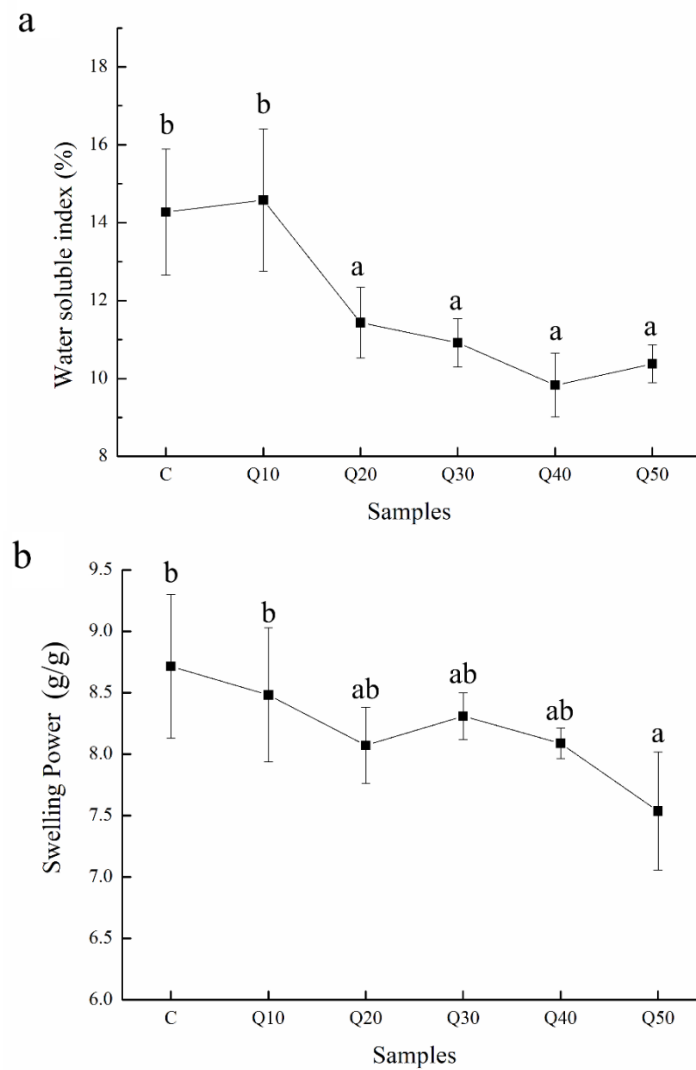 a
18
16
14
12
10
8
Water soluble index (%)
b
b
a
a
a
a
C Q10 Q20 Q30 Q40 Q50
Samples
b
9.5
9.0
8.5
8.0
7.5
7.0
6.5
6.0
Swelling Power (g/g)
b
b
ab
ab
ab
a
C Q10 Q20 Q30 Q40 Q50
Samples